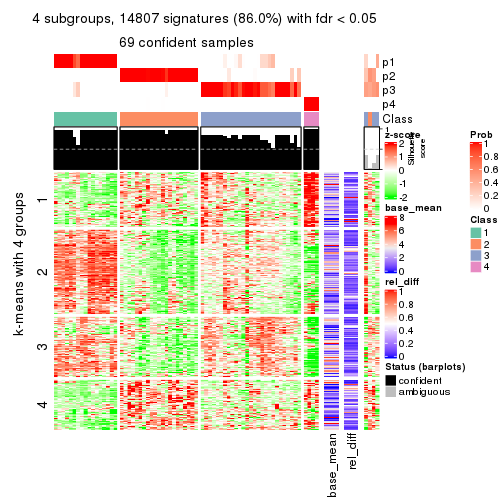 4 subgroups, 14807 signatures (86.0%) with fdr < 0.05
69 confident samples
p1
p2
p3
p4
Class
1
Silhouette
score
k-means with 4 groups
1
2
3
4
base_mean
rel_diff
z-score
2
1
0
-1
-2
base_mean
8
6
4
2
0
rel_diff
1
0.8
0.6
0.4
0.2
0
Status (barplots)
confident
ambiguous
Prob
1
0.8
0.6
0.4
0.2
0
Class
1
2
3
4